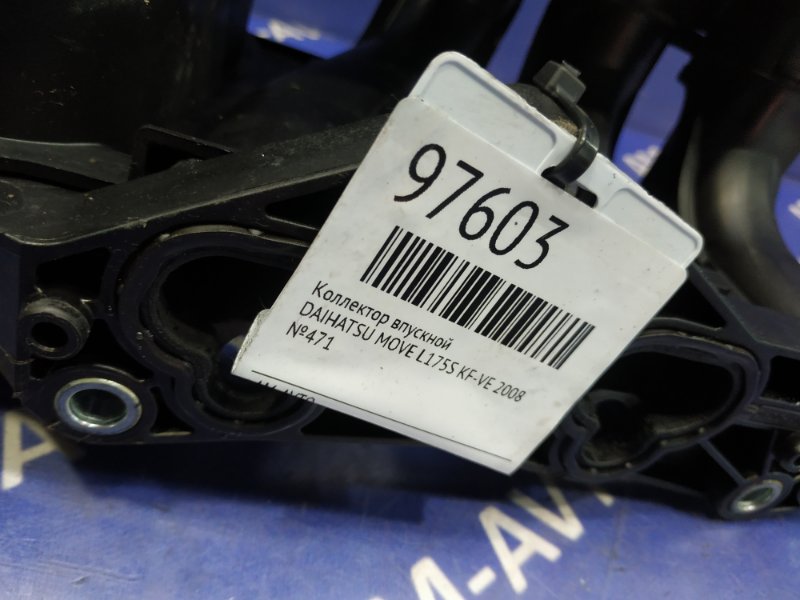 97603
Коллектор впускной
DAIHATSU MOVE L175S KF-VE 2008
№471